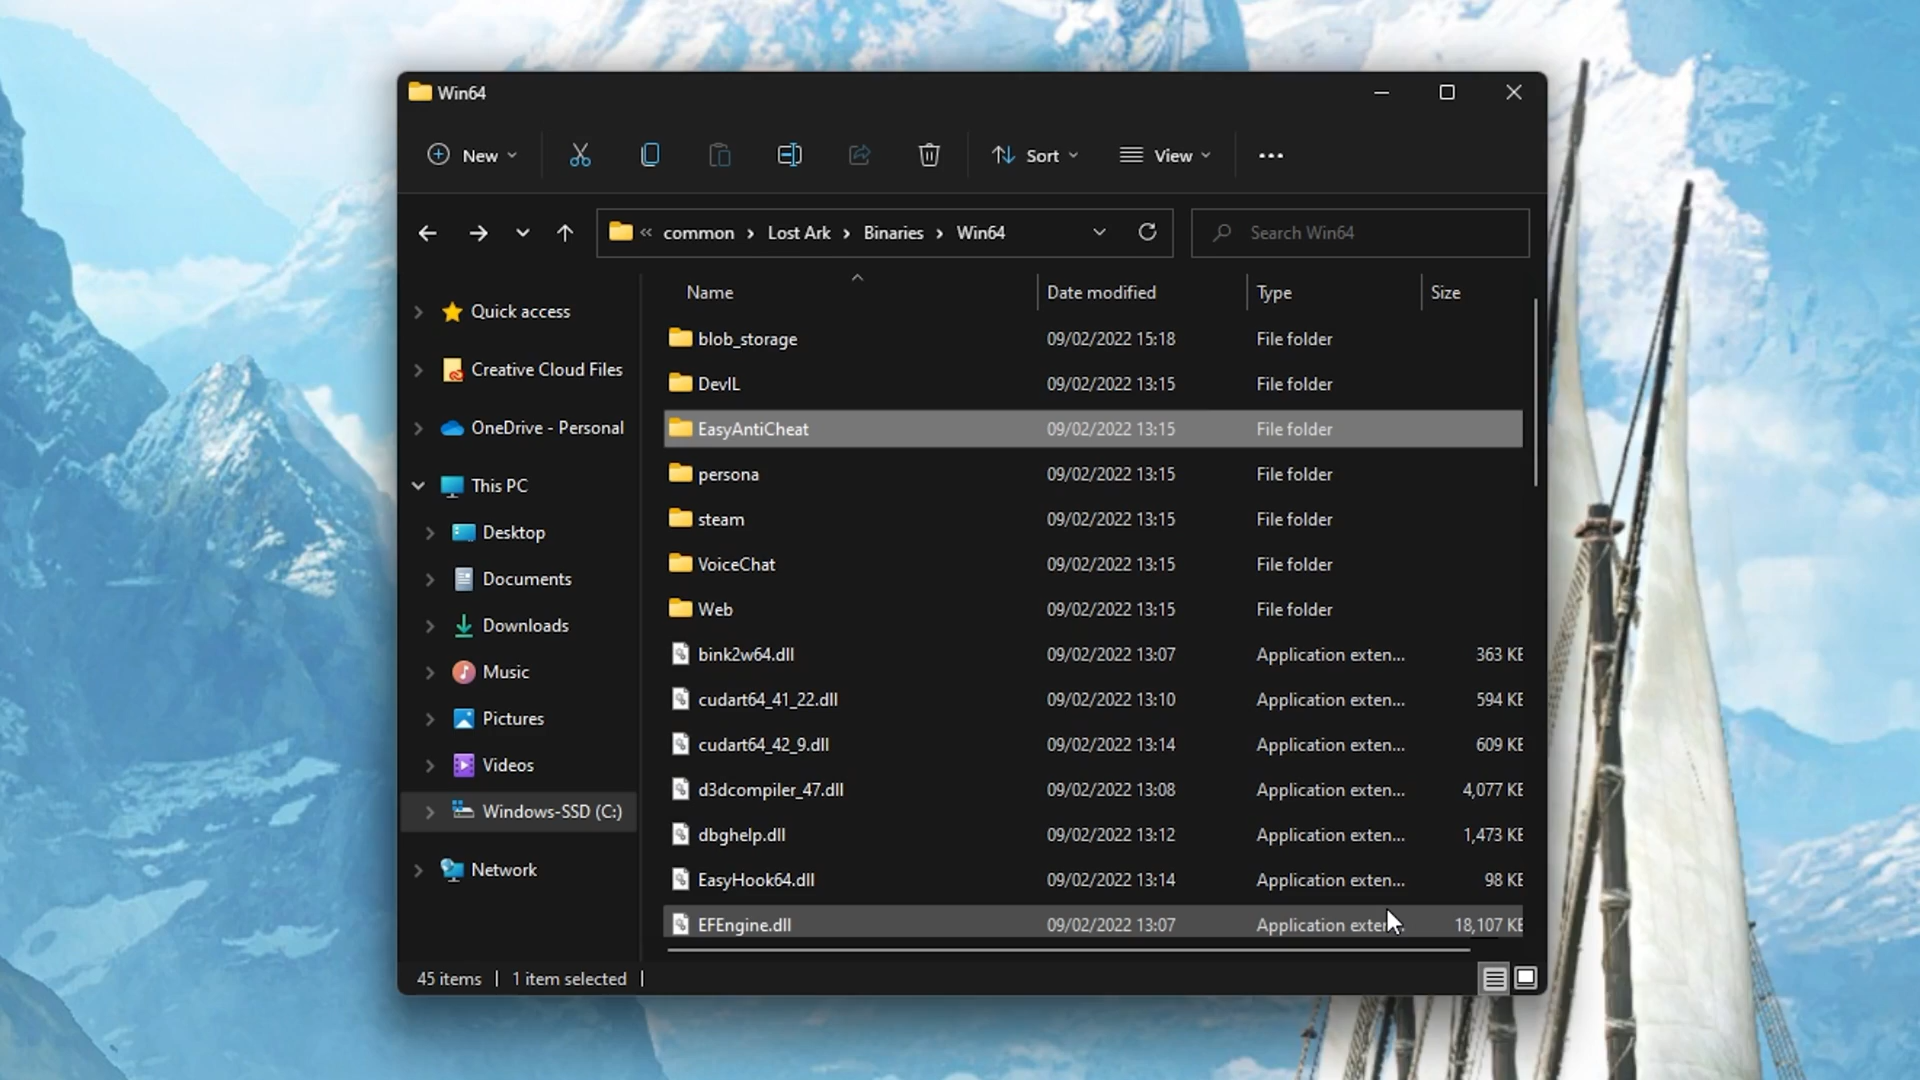 Win64
New
Sort
View
« common › Lost Ark › Binaries › Win64
Search Win64
Name
Date modified
Type
Size
Quick access
Creative Cloud Files
OneDrive - Personal
This PC
Desktop
Documents
Downloads
Music
Pictures
Videos
Windows-SSD (C:)
Network
blob_storage 09/02/2022 15:18 File folder
DevIL 09/02/2022 13:15 File folder
EasyAntiCheat 09/02/2022 13:15 File folder
persona 09/02/2022 13:15 File folder
steam 09/02/2022 13:15 File folder
VoiceChat 09/02/2022 13:15 File folder
Web 09/02/2022 13:15 File folder
bink2w64.dll 09/02/2022 13:07 Application exten... 363 KB
cudart64_41_22.dll 09/02/2022 13:10 Application exten... 594 KB
cudart64_42_9.dll 09/02/2022 13:14 Application exten... 609 KB
d3dcompiler_47.dll 09/02/2022 13:08 Application exten... 4,077 KB
dbghelp.dll 09/02/2022 13:12 Application exten... 1,473 KB
EasyHook64.dll 09/02/2022 13:14 Application exten... 98 KB
EFEngine.dll 09/02/2022 13:07 Application exten... 18,107 KB
45 items | 1 item selected |